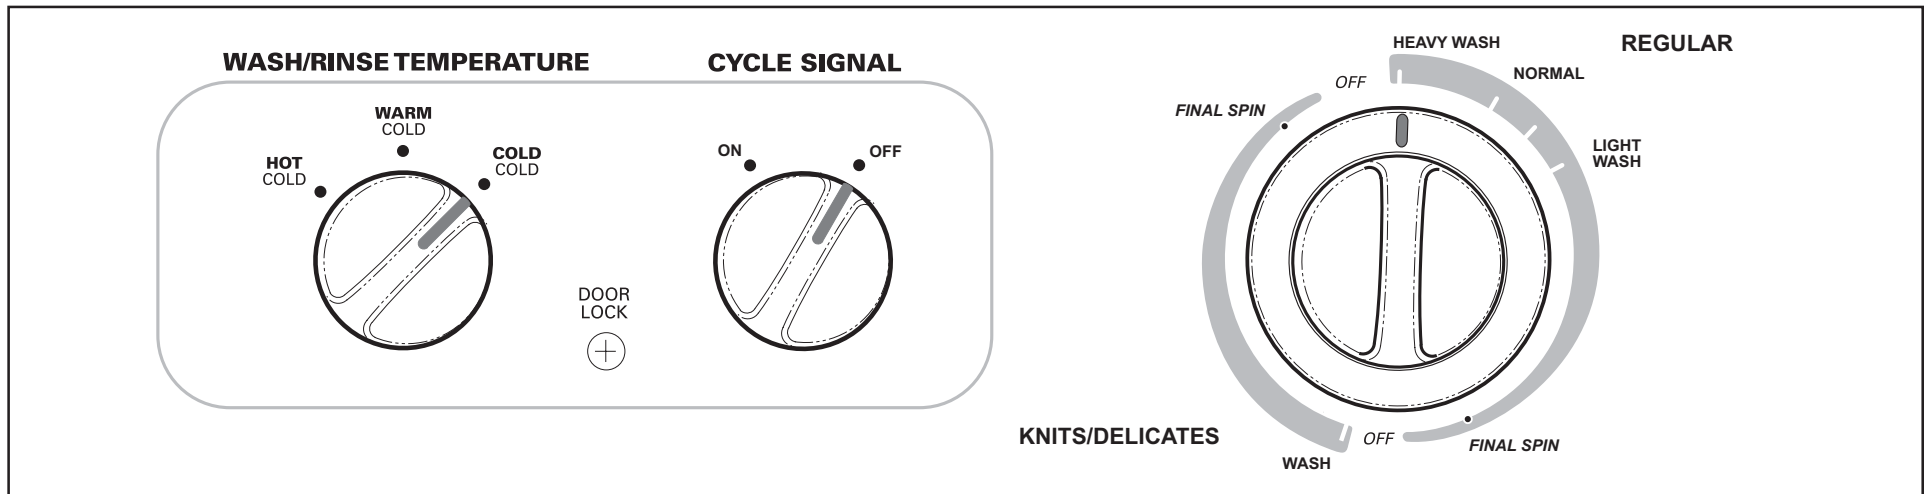 WASH/RINSE TEMPERATURE
HOT
COLD
WARM
COLD
COLD
COLD
DOOR
LOCK
CYCLE SIGNAL
ON
OFF
REGULAR
HEAVY WASH
NORMAL
LIGHT
WASH
FINAL SPIN
OFF
KNITS/DELICATES
WASH
FINAL SPIN
OFF